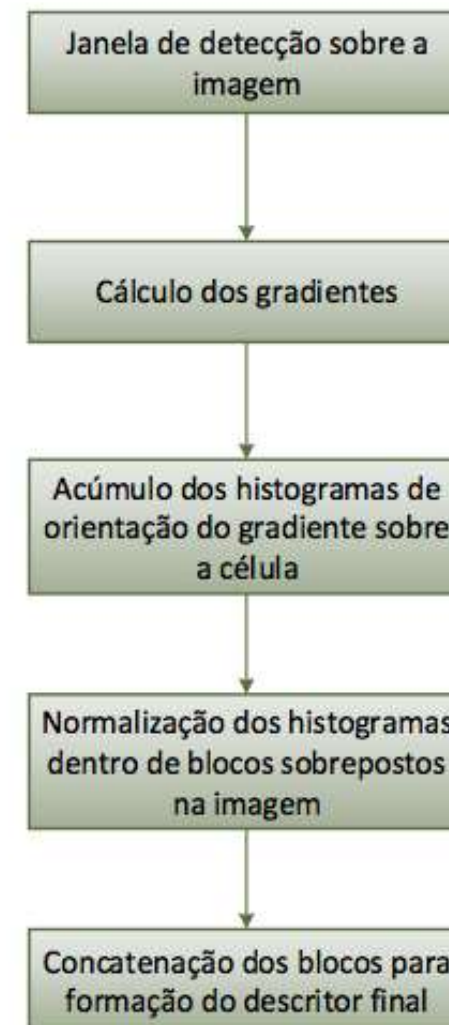 Janela de detecção sobre a
imagem
Cálculo dos gradientes
Acúmulo dos histogramas de
orientação do gradiente sobre
a célula
Normalização dos histogramas
dentro de blocos sobrepostos
na imagem
Concatenação dos blocos para
formação do descritor final